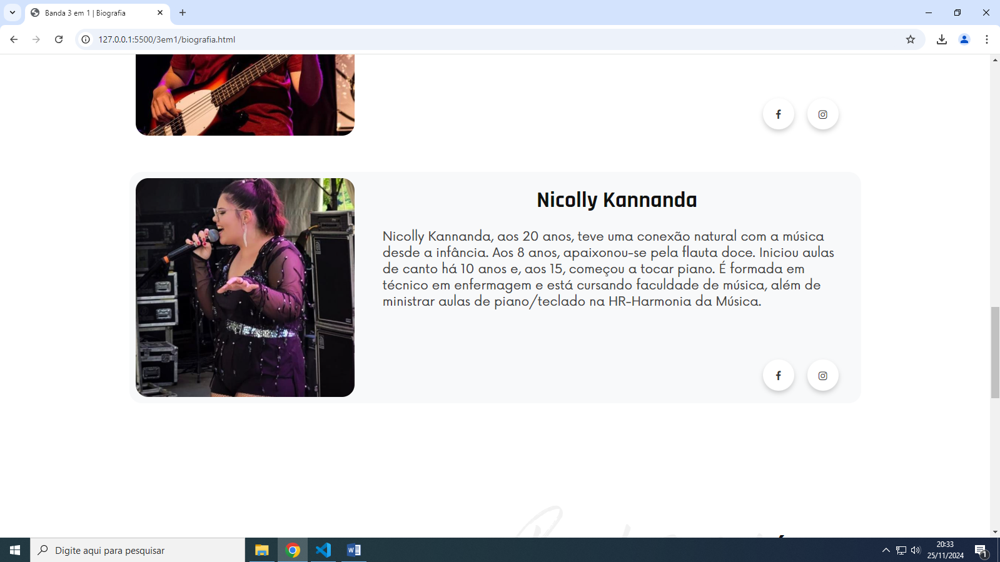 Banda 3 em 1 | Biografia
127.0.0.1:5500/3em1/biografia.html
Nicolly Kannanda
Nicolly Kannanda, aos 20 anos, teve uma conexão natural com a música
desde a infância. Aos 8 anos, apaixonou-se pela flauta doce. Iniciou aulas
de canto há 10 anos e, aos 15, começou a tocar piano. É formada em
técnico em enfermagem e está cursando faculdade de música, além de
ministrar aulas de piano/teclado na HR-Harmonia da Música.
Digite aqui para pesquisar
20:33
25/11/2024
1